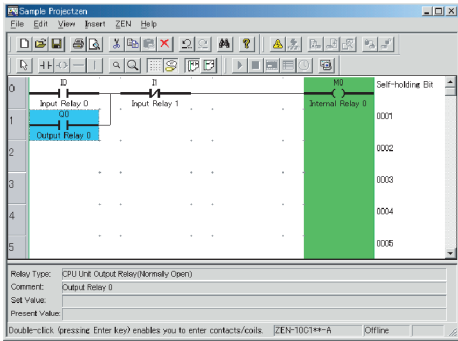 Sample Projectzen
File Edit View Insert ZEN Help
0 I0 I1 M0 Self-holding Bit
Input Relay 0 Input Relay 1 Internal Relay 0
1 Q0 0001
Output Relay 0
2 0002
3 0003
4 0004
5 0005
Relay Type: CPU Unit Output Relay(Normally Open)
Comment: Output Relay 0
Set Value:
Present Value:
Double-click (pressing Enter key) enables you to enter contacts/coils. ZEN-10C1**-A Offline